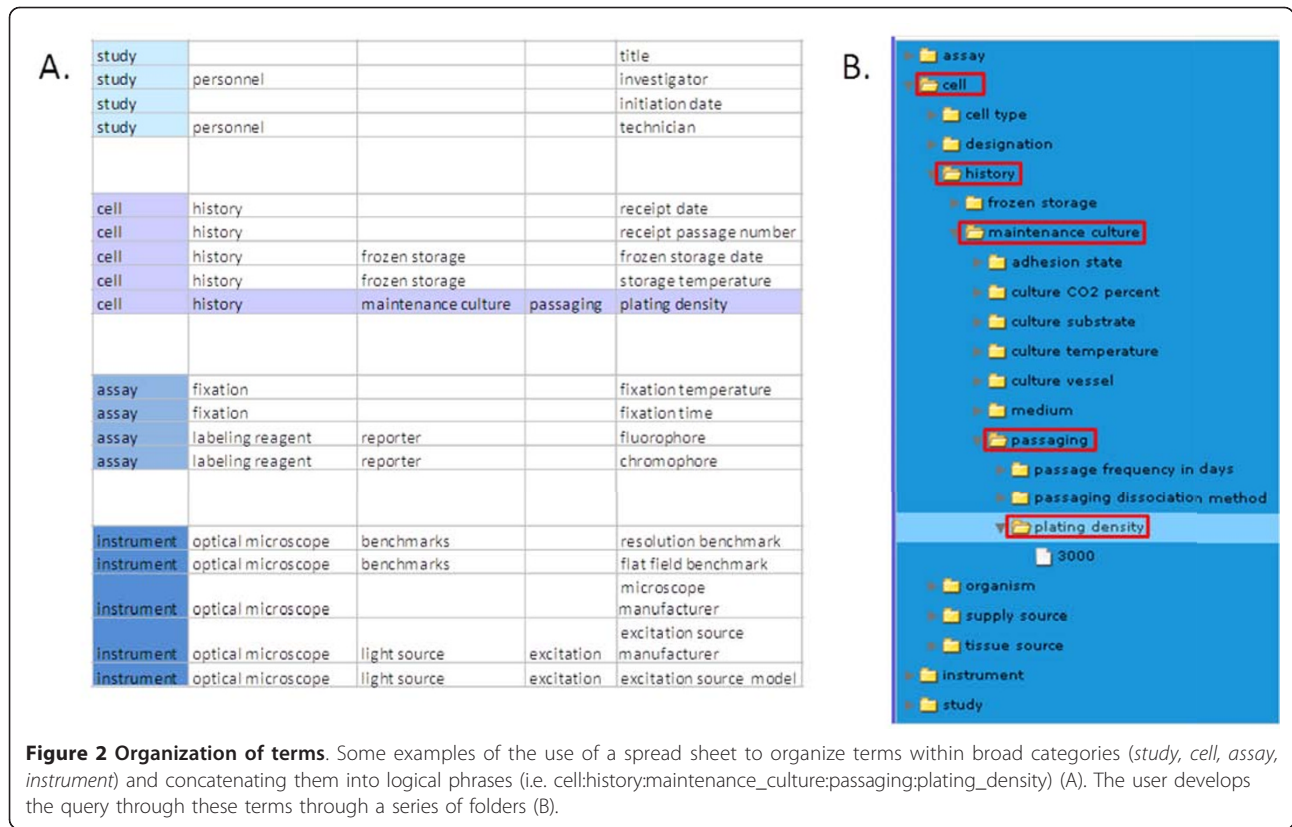 A.
study title
study personnel investigator
study initiation date
study personnel technician
cell history receipt date
cell history receipt passage number
cell history frozen storage frozen storage date
cell history frozen storage storage temperature
cell history maintenance culture passaging plating density
assay fixation fixation temperature
assay fixation fixation time
assay labeling reagent reporter fluorophore
assay labeling reagent reporter chromophore
instrument optical microscope benchmarks resolution benchmark
instrument optical microscope benchmarks flat field benchmark
microscope
instrument optical microscope manufacturer
excitation source
instrument optical microscope light source excitation manufacturer
instrument optical microscope light source excitation excitation source model
B.
assay
cell
cell type
designation
history
frozen storage
maintenance culture
adhesion state
culture CO2 percent
culture substrate
culture temperature
culture vessel
medium
passaging
passage frequency in days
passaging dissociation method
plating density
3000
organism
supply source
tissue source
instrument
study
Figure 2 Organization of terms. Some examples of the use of a spread sheet to organize terms within broad categories (study, cell, assay,
instrument) and concatenating them into logical phrases (i.e. cell:history:maintenance_culture:passaging:plating_density) (A). The user develops
the query through these terms through a series of folders (B).